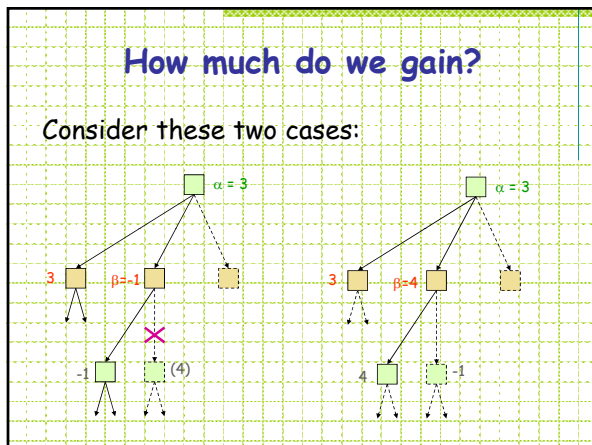 How much do we gain?
Consider these two cases:
α = 3
α = 3
3
β=-1
3
β=4
-1
(4)
4
-1